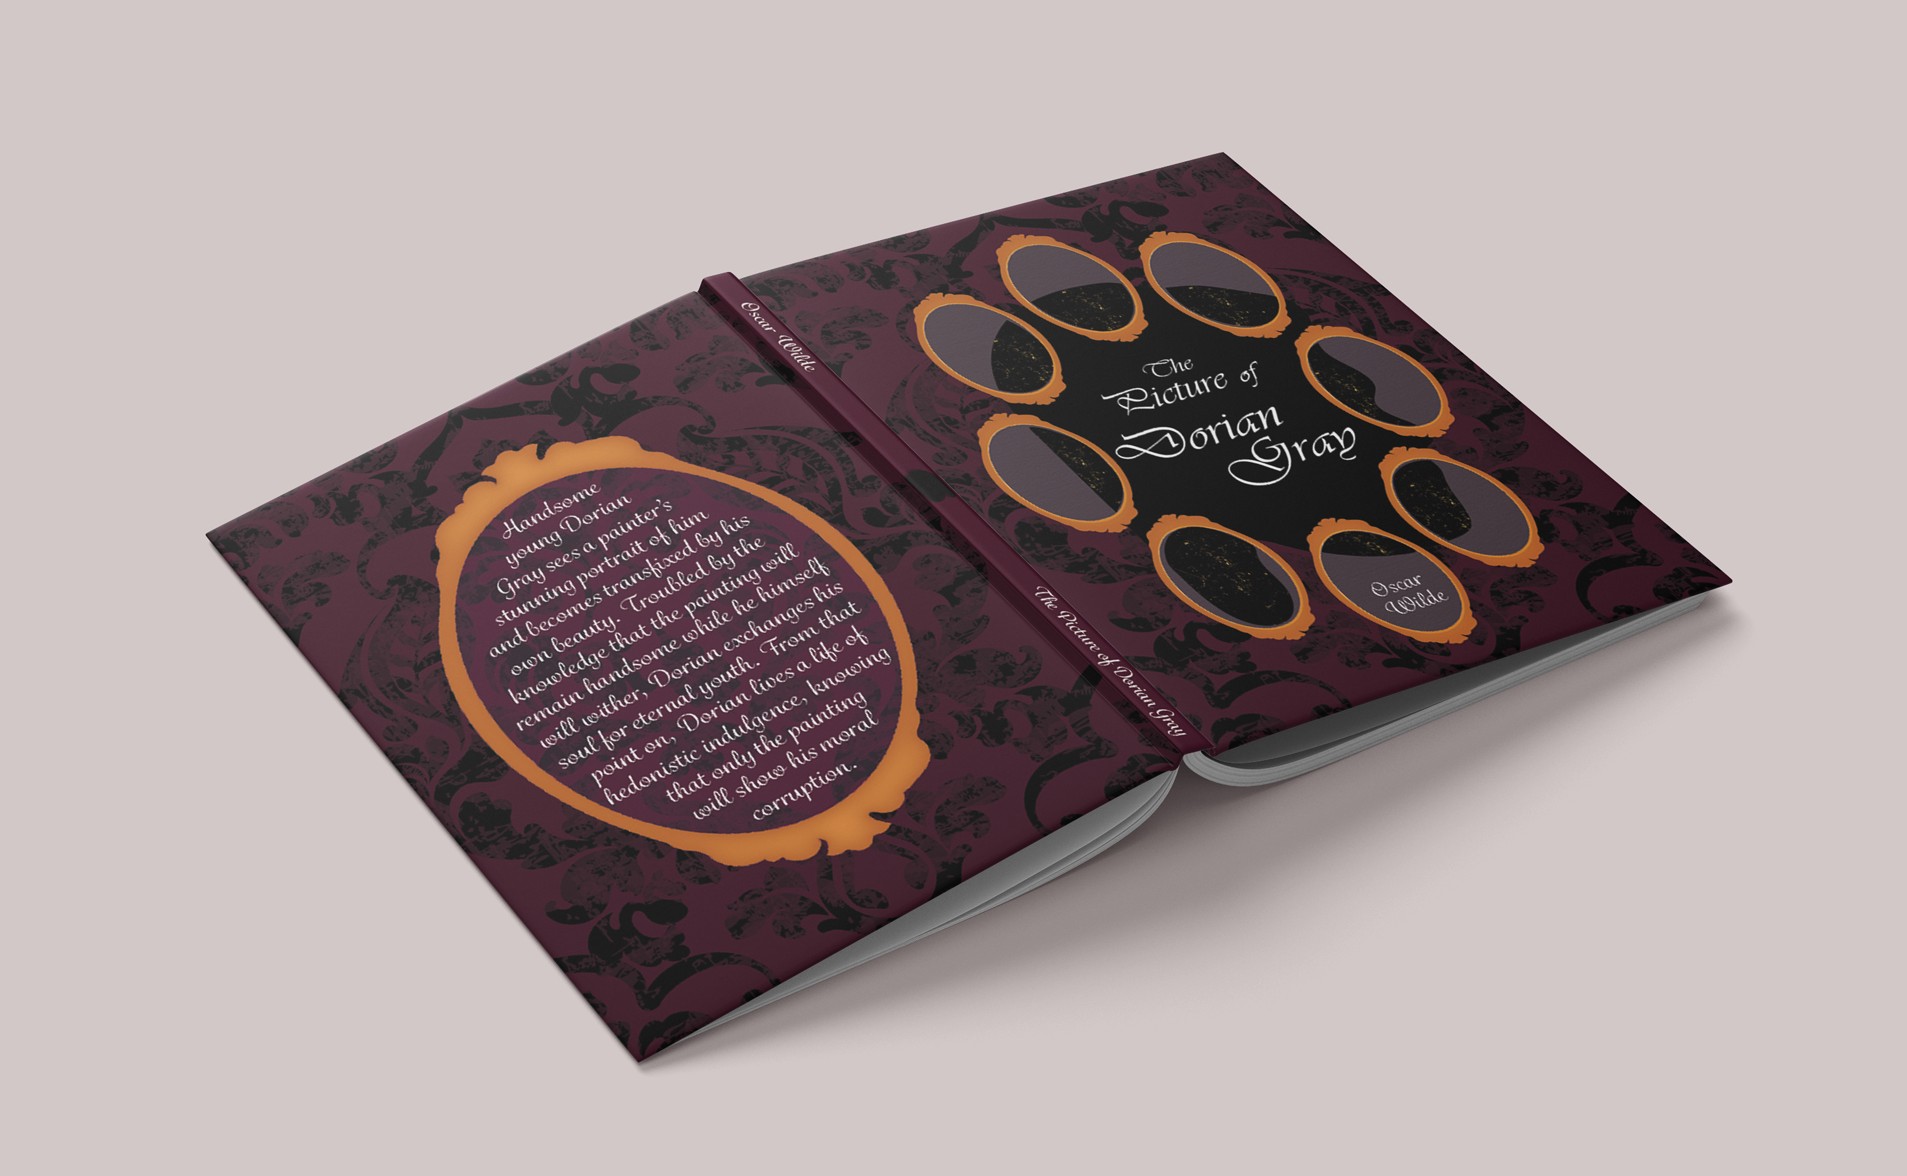 Handsome
young Dorian
Gray sees a painter's
stunning portrait of him
and becomes transfixed by his
own beauty. Troubled by the
knowledge that the painting will
remain handsome while he himself
will wither, Dorian exchanges his
soul for eternal youth. From that
point on, Dorian lives a life of
hedonistic indulgence, knowing
that only the painting
will show his moral
corruption.
Oscar Wilde
The Picture of Dorian Gray
The
Picture of
Dorian
Gray
Oscar
Wilde